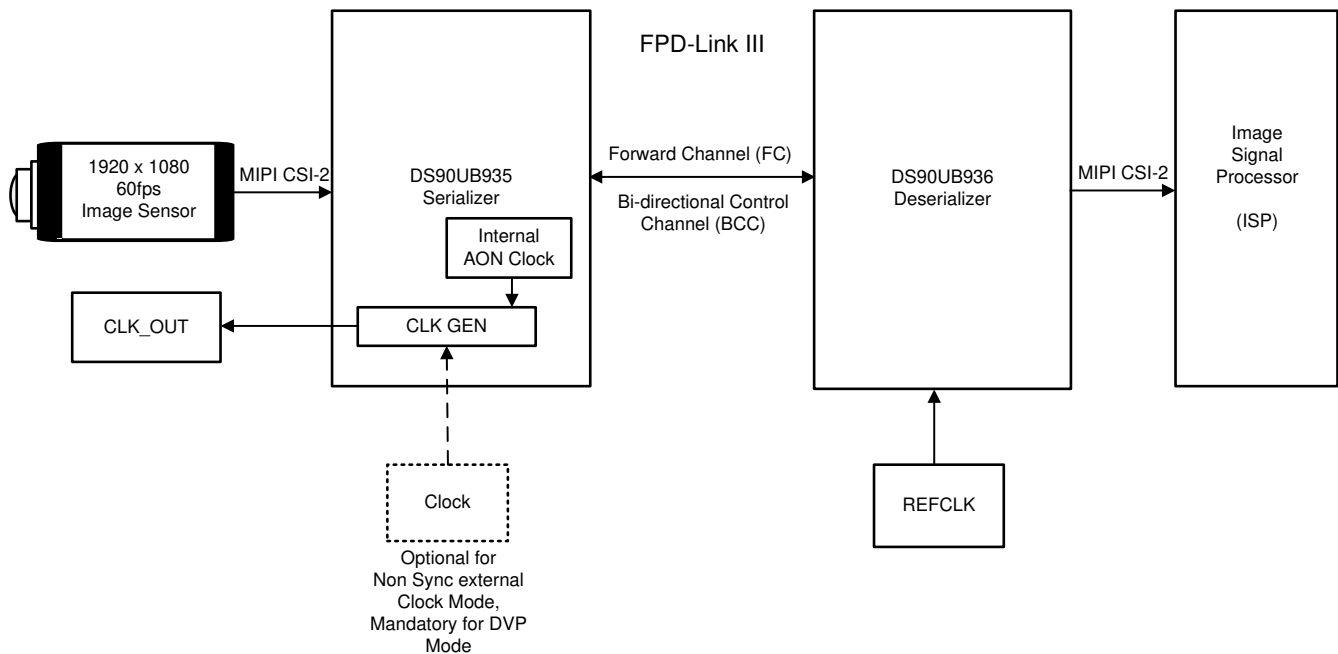 FPD-Link III
1920 x 1080
60fps
Image Sensor
MIPI CSI-2
DS90UB935
Serializer
Forward Channel (FC)
Bi-directional Control
Channel (BCC)
DS90UB936
Deserializer
MIPI CSI-2
Image
Signal
Processor
(ISP)
Internal
AON Clock
CLK_OUT
CLK GEN
Clock
REFCLK
Optional for
Non Sync external
Clock Mode,
Mandatory for DVP
Mode